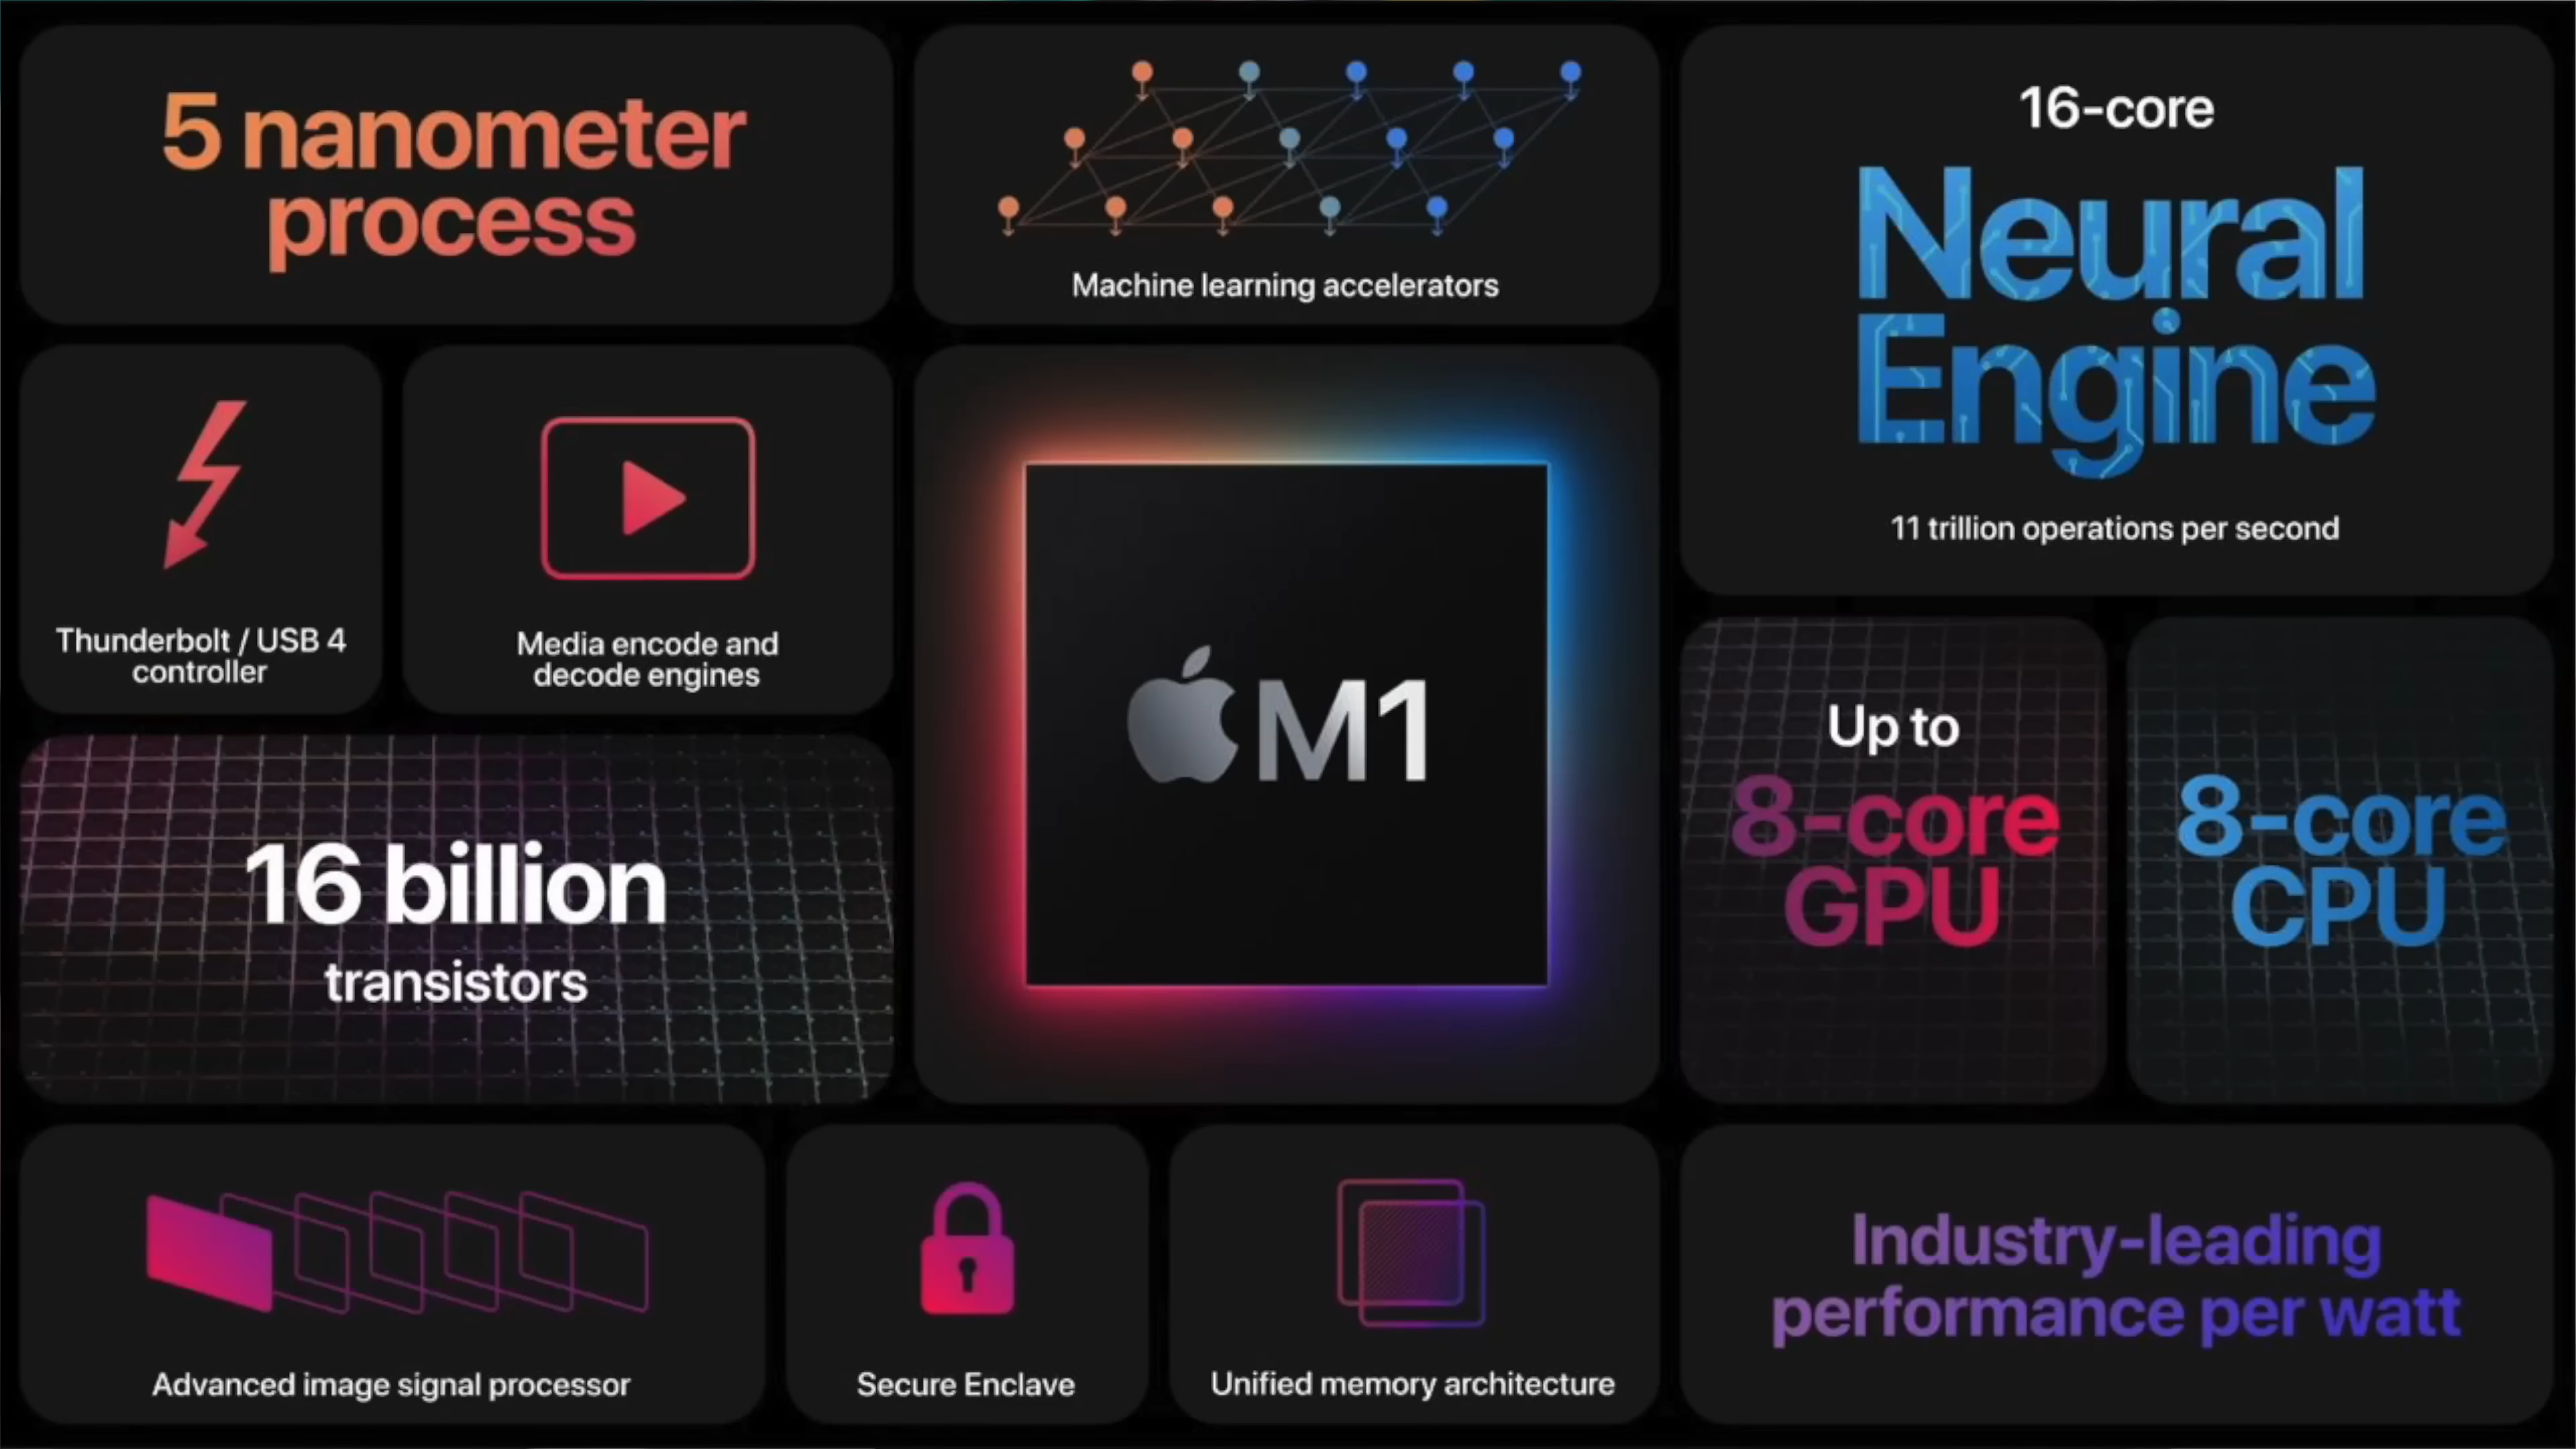 5 nanometer
process
Machine learning accelerators
16-core
Neural
Engine
11 trillion operations per second
Thunderbolt / USB 4
controller
Media encode and
decode engines
M1
Up to
8-core
GPU
8-core
CPU
16 billion
transistors
Advanced image signal processor
Secure Enclave
Unified memory architecture
Industry-leading
performance per watt